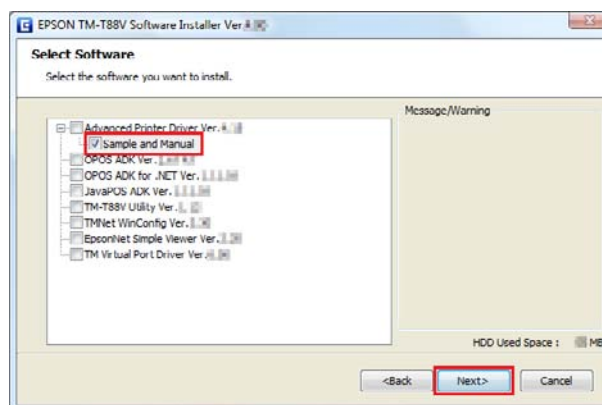 EPSON TM-T88V Software Installer Ver
Select Software
Select the software you want to install.
Message/Warning
Advanced Printer Driver Ver.
Sample and Manual
OPOS ADK Ver.
OPOS ADK for .NET Ver.
JavaPOS ADK Ver.
TM-T88V Utility Ver.
TMNet WinConfig Ver.
EpsonNet Simple Viewer Ver.
TM Virtual Port Driver Ver.
HDD Used Space : MB
<Back Next> Cancel